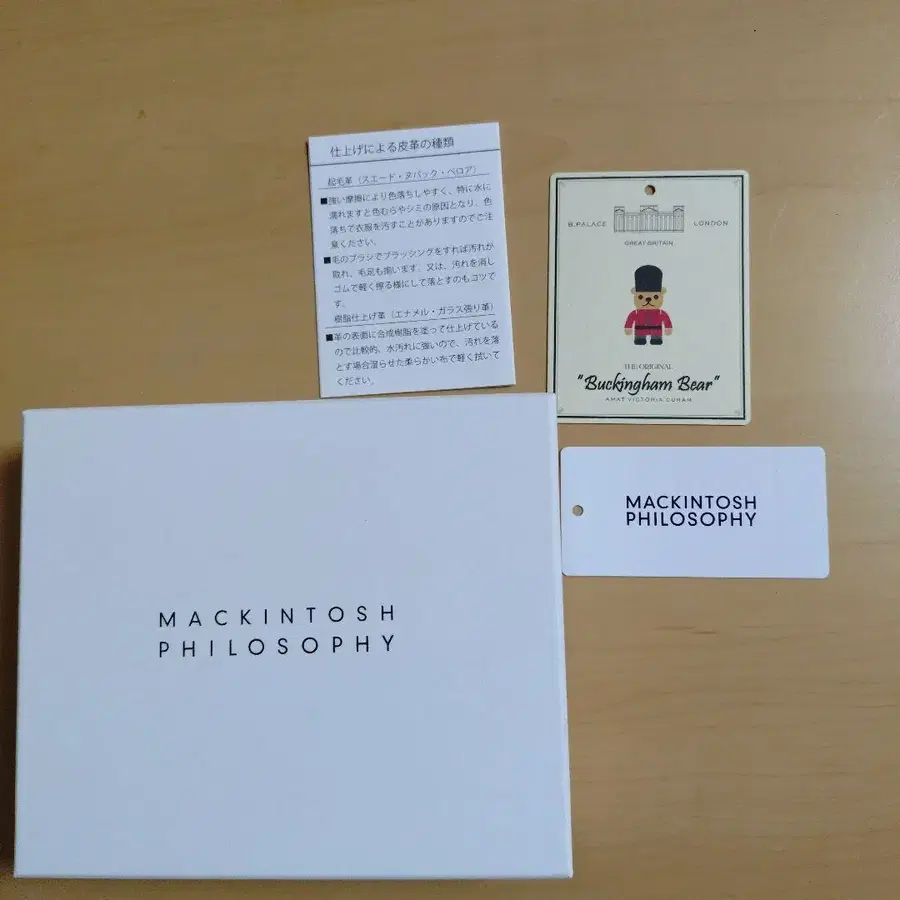 仕上げによる皮革の種類
起毛革（スエード・ヌバック・ベロア）
■強い摩擦により色落ちしやすく、特に水に
濡れますと色むらやシミの原因となり、色
落ちで衣服を汚すことがありますのでご注
意ください。
■毛のブラシでブラッシングをすれば汚れが
取れ、毛足も揃います。又は、汚れを消し
ゴムで軽く擦る様にして落とすのもコツで
す。
樹脂仕上げ革（エナメル・ガラス張り革）
■革の表面に合成樹脂を塗って仕上げている
ので比較的、水汚れに強いので、汚れを落
とす場合湿らせた柔らかい布で軽く拭いて
ください。
B.PALACE LONDON
GREAT-BRITAIN
THE ORIGINAL
"Buckingham Bear"
AMAT VICTORIA CURAM
MACKINTOSH
PHILOSOPHY
MACKINTOSH
PHILOSOPHY